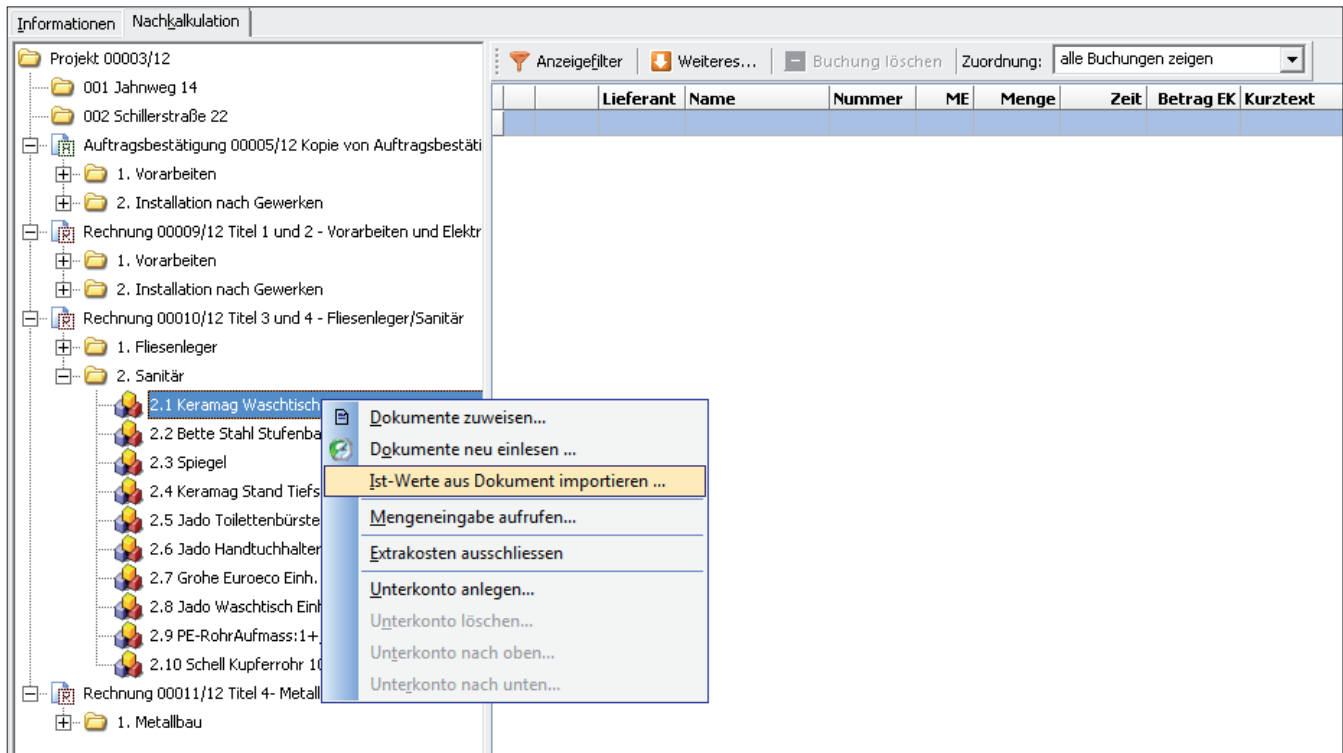 Informationen Nachkalkulation
Projekt 00003/12
001 Jahnweg 14
002 Schillerstraße 22
Auftragsbestätigung 00005/12 Kopie von Auftragsbestäti
1. Vorarbeiten
2. Installation nach Gewerken
Rechnung 00009/12 Titel 1 und 2 - Vorarbeiten und Elektr
1. Vorarbeiten
2. Installation nach Gewerken
Rechnung 00010/12 Titel 3 und 4 - Fliesenleger/Sanitär
1. Fliesenleger
2. Sanitär
2.1 Keramag Waschtisch
2.2 Bette Stahl Stufenba
2.3 Spiegel
2.4 Keramag Stand Tiefs
2.5 Jado Toilettenbürste
2.6 Jado Handtuchhalter
2.7 Grohe Euroeco Einh.
2.8 Jado Waschtisch Einh
2.9 PE-RohrAufmass:1+
2.10 Schell Kupferrohr 10
Rechnung 00011/12 Titel 4- Metall
1. Metallbau
Anzeigefilter Weiteres... Buchung löschen Zuordnung: alle Buchungen zeigen
Lieferant Name Nummer ME Menge Zeit Betrag EK Kurztext
Dokumente zuweisen...
Dokumente neu einlesen ...
Ist-Werte aus Dokument importieren ...
Mengeneingabe aufrufen...
Extrakosten ausschliessen
Unterkonto anlegen...
Unterkonto löschen...
Unterkonto nach oben...
Unterkonto nach unten...